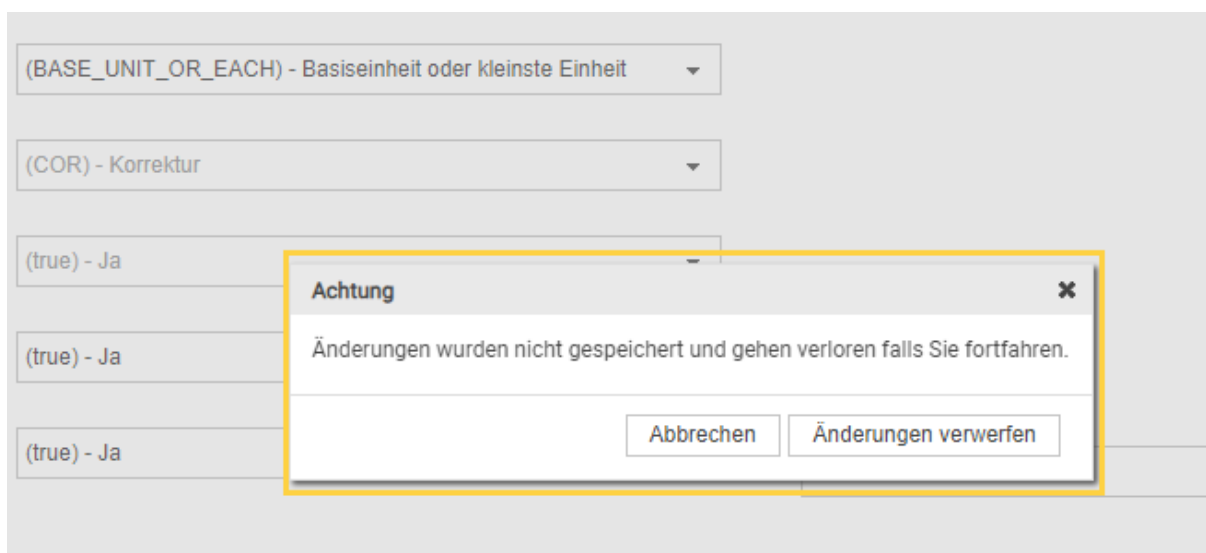 (BASE_UNIT_OR_EACH) - Basiseinheit oder kleinste Einheit
(COR) - Korrektur
(true) - Ja
Achtung
Änderungen wurden nicht gespeichert und gehen verloren falls Sie fortfahren.
(true) - Ja
Abbrechen Änderungen verwerfen
(true) - Ja